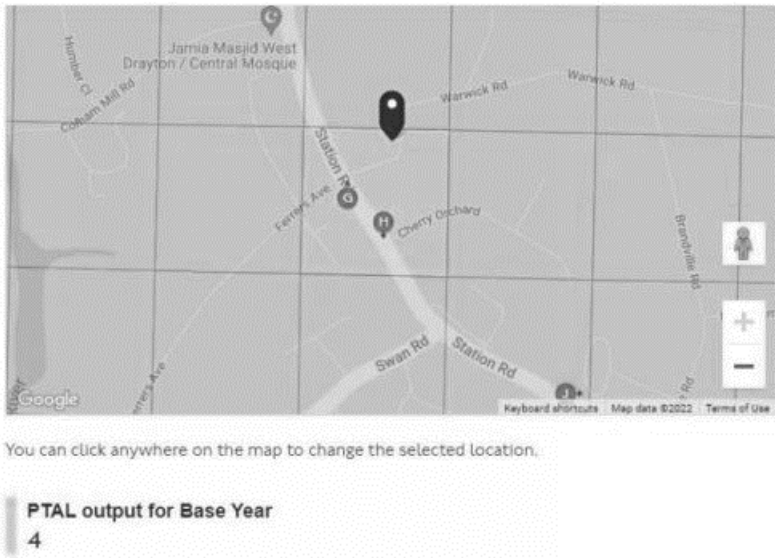 Jamia Masjid West
Drayton / Central Mosque
Humber Cl
Colham Mill Rd
Warwick Rd
Warwick Rd
Station R
G
Ferrers Ave
H
Cherry Orchard
Brandville Rd
Swan Rd
Station Rd
J
errers Ave
Rd
Google
Keyboard shortcuts Map data ©2022 Terms of Use
You can click anywhere on the map to change the selected location.
PTAL output for Base Year
4